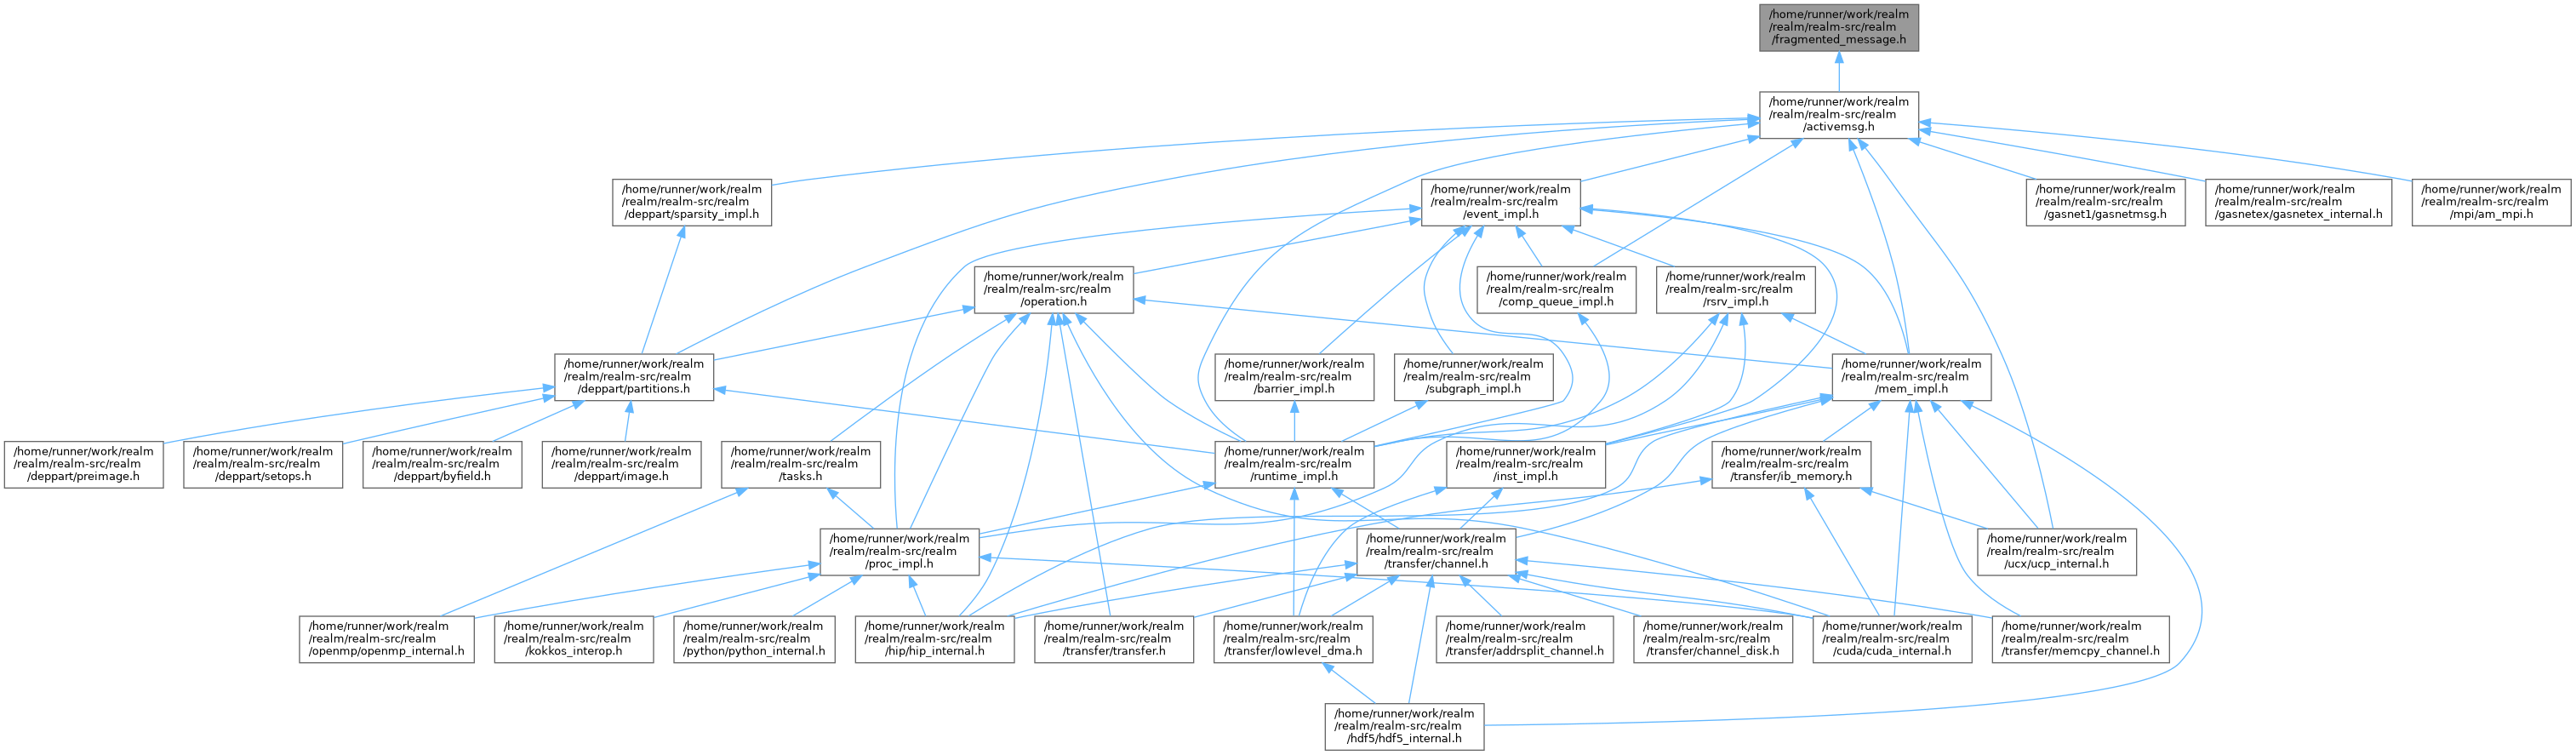 /home/runner/work/realm
/realm/realm-src/realm
/fragmented_message.h
/home/runner/work/realm
/realm/realm-src/realm
/activemsg.h
/home/runner/work/realm
/realm/realm-src/realm
/deppart/sparsity_impl.h
/home/runner/work/realm
/realm/realm-src/realm
/event_impl.h
/home/runner/work/realm
/realm/realm-src/realm
/gasnet1/gasnetmsg.h
/home/runner/work/realm
/realm/realm-src/realm
/gasnetex/gasnetex_internal.h
/home/runner/work/realm
/realm/realm-src/realm
/mpi/am_mpi.h
/home/runner/work/realm
/realm/realm-src/realm
/operation.h
/home/runner/work/realm
/realm/realm-src/realm
/comp_queue_impl.h
/home/runner/work/realm
/realm/realm-src/realm
/rsrv_impl.h
/home/runner/work/realm
/realm/realm-src/realm
/deppart/partitions.h
/home/runner/work/realm
/realm/realm-src/realm
/barrier_impl.h
/home/runner/work/realm
/realm/realm-src/realm
/subgraph_impl.h
/home/runner/work/realm
/realm/realm-src/realm
/mem_impl.h
/home/runner/work/realm
/realm/realm-src/realm
/deppart/preimage.h
/home/runner/work/realm
/realm/realm-src/realm
/deppart/setops.h
/home/runner/work/realm
/realm/realm-src/realm
/deppart/byfield.h
/home/runner/work/realm
/realm/realm-src/realm
/deppart/image.h
/home/runner/work/realm
/realm/realm-src/realm
/tasks.h
/home/runner/work/realm
/realm/realm-src/realm
/runtime_impl.h
/home/runner/work/realm
/realm/realm-src/realm
/inst_impl.h
/home/runner/work/realm
/realm/realm-src/realm
/transfer/ib_memory.h
/home/runner/work/realm
/realm/realm-src/realm
/proc_impl.h
/home/runner/work/realm
/realm/realm-src/realm
/transfer/channel.h
/home/runner/work/realm
/realm/realm-src/realm
/ucx/ucp_internal.h
/home/runner/work/realm
/realm/realm-src/realm
/openmp/openmp_internal.h
/home/runner/work/realm
/realm/realm-src/realm
/kokkos_interop.h
/home/runner/work/realm
/realm/realm-src/realm
/python/python_internal.h
/home/runner/work/realm
/realm/realm-src/realm
/hip/hip_internal.h
/home/runner/work/realm
/realm/realm-src/realm
/transfer/transfer.h
/home/runner/work/realm
/realm/realm-src/realm
/transfer/lowlevel_dma.h
/home/runner/work/realm
/realm/realm-src/realm
/transfer/addrsplit_channel.h
/home/runner/work/realm
/realm/realm-src/realm
/transfer/channel_disk.h
/home/runner/work/realm
/realm/realm-src/realm
/cuda/cuda_internal.h
/home/runner/work/realm
/realm/realm-src/realm
/transfer/memcpy_channel.h
/home/runner/work/realm
/realm/realm-src/realm
/hdf5/hdf5_internal.h